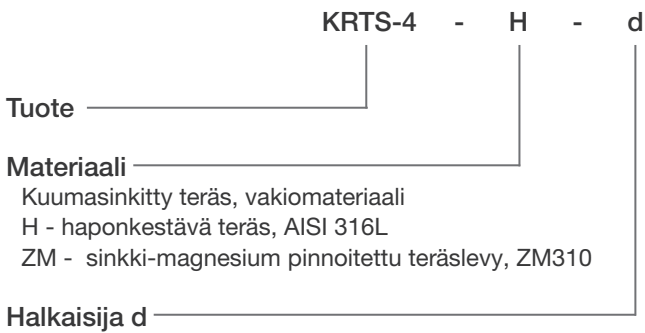 KRTS-4 - H - d
Tuote
Materiaali
Kuumasinkitty teräs, vakiomateriaali
H - haponkestävä teräs, AISI 316L
ZM - sinkki-magnesium pinnoitettu teräslevy, ZM310
Halkaisija d